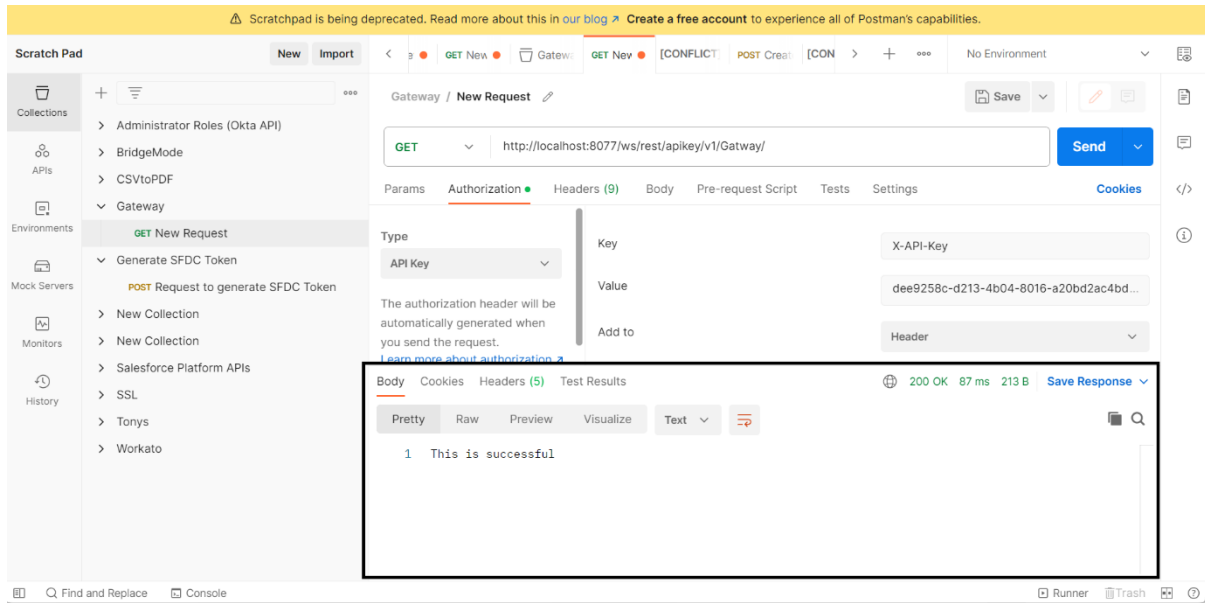 Scratchpad is being deprecated. Read more about this in our blog ↗ Create a free account to experience all of Postman's capabilities.
Scratch Pad
New Import
GET New
Gatew
GET New
[CONFLICT
POST Creat
[CON
No Environment
Collections
APIs
Environments
Mock Servers
Monitors
History
Administrator Roles (Okta API)
BridgeMode
CSVtoPDF
Gateway
GET New Request
Generate SFDC Token
POST Request to generate SFDC Token
New Collection
New Collection
Salesforce Platform APIs
SSL
Tonys
Workato
Gateway / New Request
Save
GET http://localhost:8077/ws/rest/apikey/v1/Gatway/
Send
Params Authorization Headers (9) Body Pre-request Script Tests Settings
Cookies
Type
API Key
The authorization header will be
automatically generated when
you send the request.
Learn more about authorization ↗
Key X-API-Key
Value dee9258c-d213-4b04-8016-a20bd2ac4bd...
Add to Header
Body Cookies Headers (5) Test Results
200 OK 87 ms 213 B Save Response
Pretty Raw Preview Visualize Text
1 This is successful
Find and Replace Console
Runner Trash